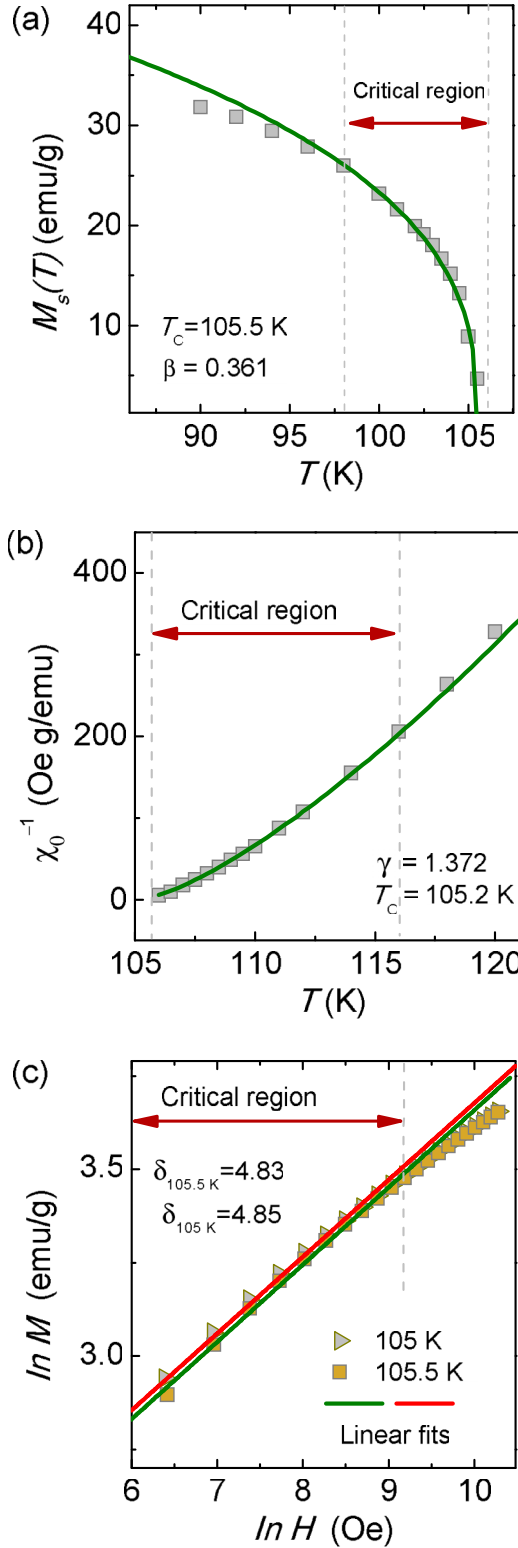 (a)
40
30
20
10
M_s(T) (emu/g)
Critical region
T_C=105.5 K
β = 0.361
90 95 100 105
T (K)
(b)
400
200
0
χ_0^-1 (Oe g/emu)
Critical region
γ = 1.372
T_C = 105.2 K
105 110 115 120
T (K)
(c)
3.5
3.0
ln M (emu/g)
Critical region
δ_105.5 K=4.83
δ_105 K=4.85
105 K
105.5 K
Linear fits
6 7 8 9 10
ln H (Oe)